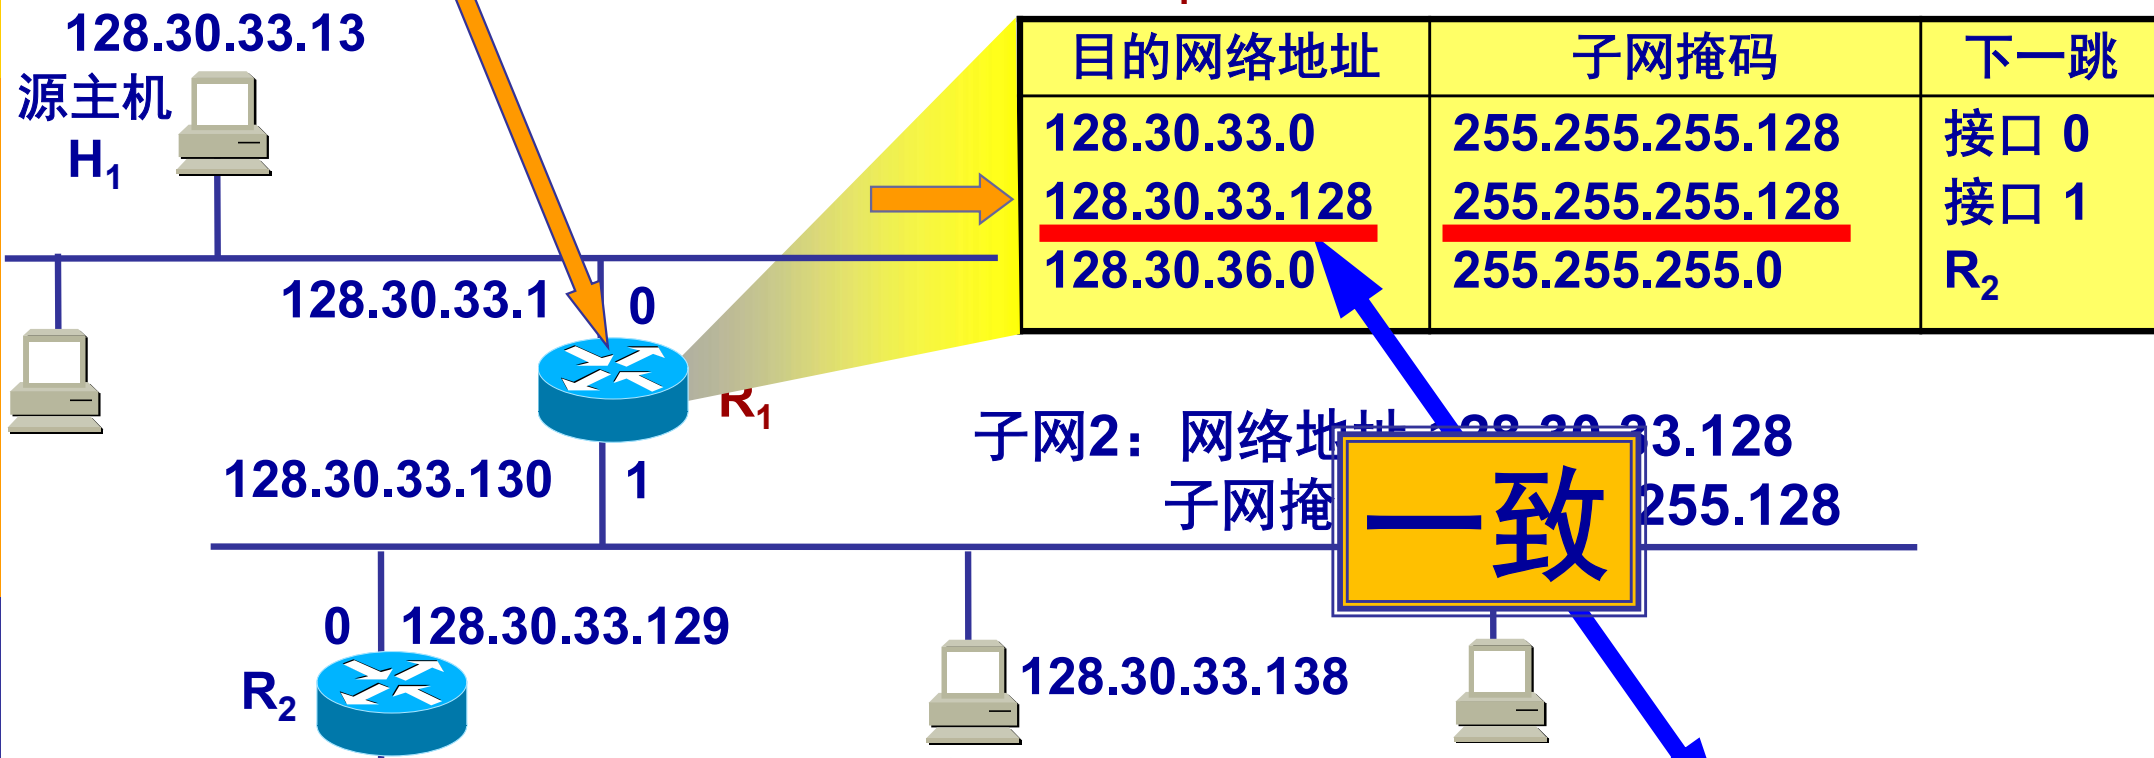 128.30.33.13
源主机
H1
目的网络地址 子网掩码 下一跳
128.30.33.0 255.255.255.128 接口 0
128.30.33.128 255.255.255.128 接口 1
128.30.36.0 255.255.255.0 R2
128.30.33.1 0
R1
子网2：网络地址 128.30.33.128
128.30.33.130 1
子网掩 255.128
一致
0 128.30.33.129
R2
128.30.33.138